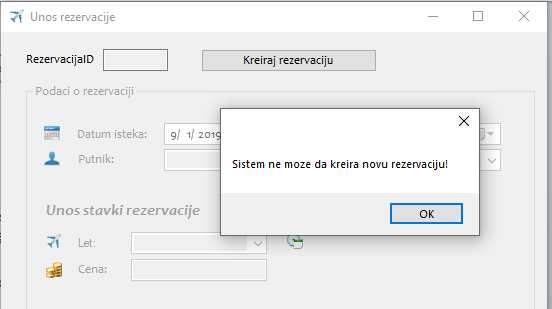 Unos rezervacije
RezervacijaID
Kreiraj rezervaciju
Podaci o rezervaciji
Datum isteka:
9/ 1/ 2019
Putnik:
Sistem ne moze da kreira novu rezervaciju!
OK
Unos stavki rezervacije
Let:
Cena: